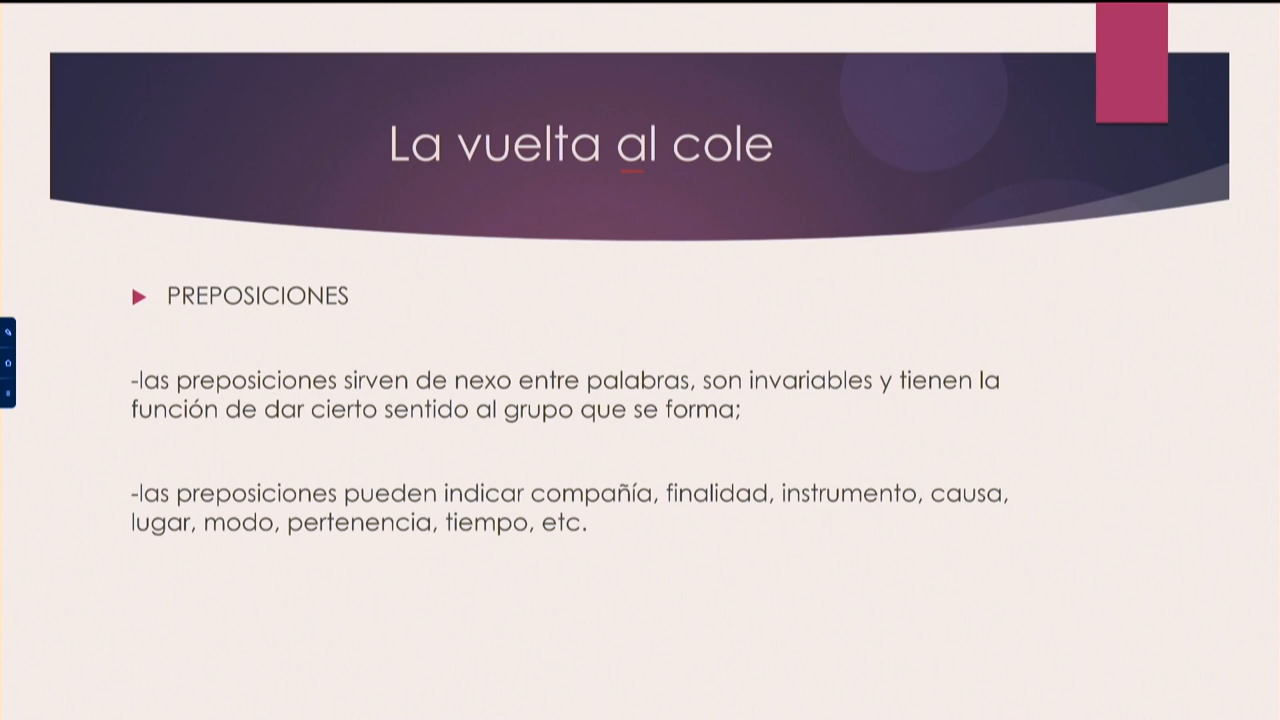 La vuelta al cole
PREPOSICIONES
-las preposiciones sirven de nexo entre palabras, son invariables y tienen la
función de dar cierto sentido al grupo que se forma;
-las preposiciones pueden indicar compañía, finalidad, instrumento, causa,
lugar, modo, pertenencia, tiempo, etc.